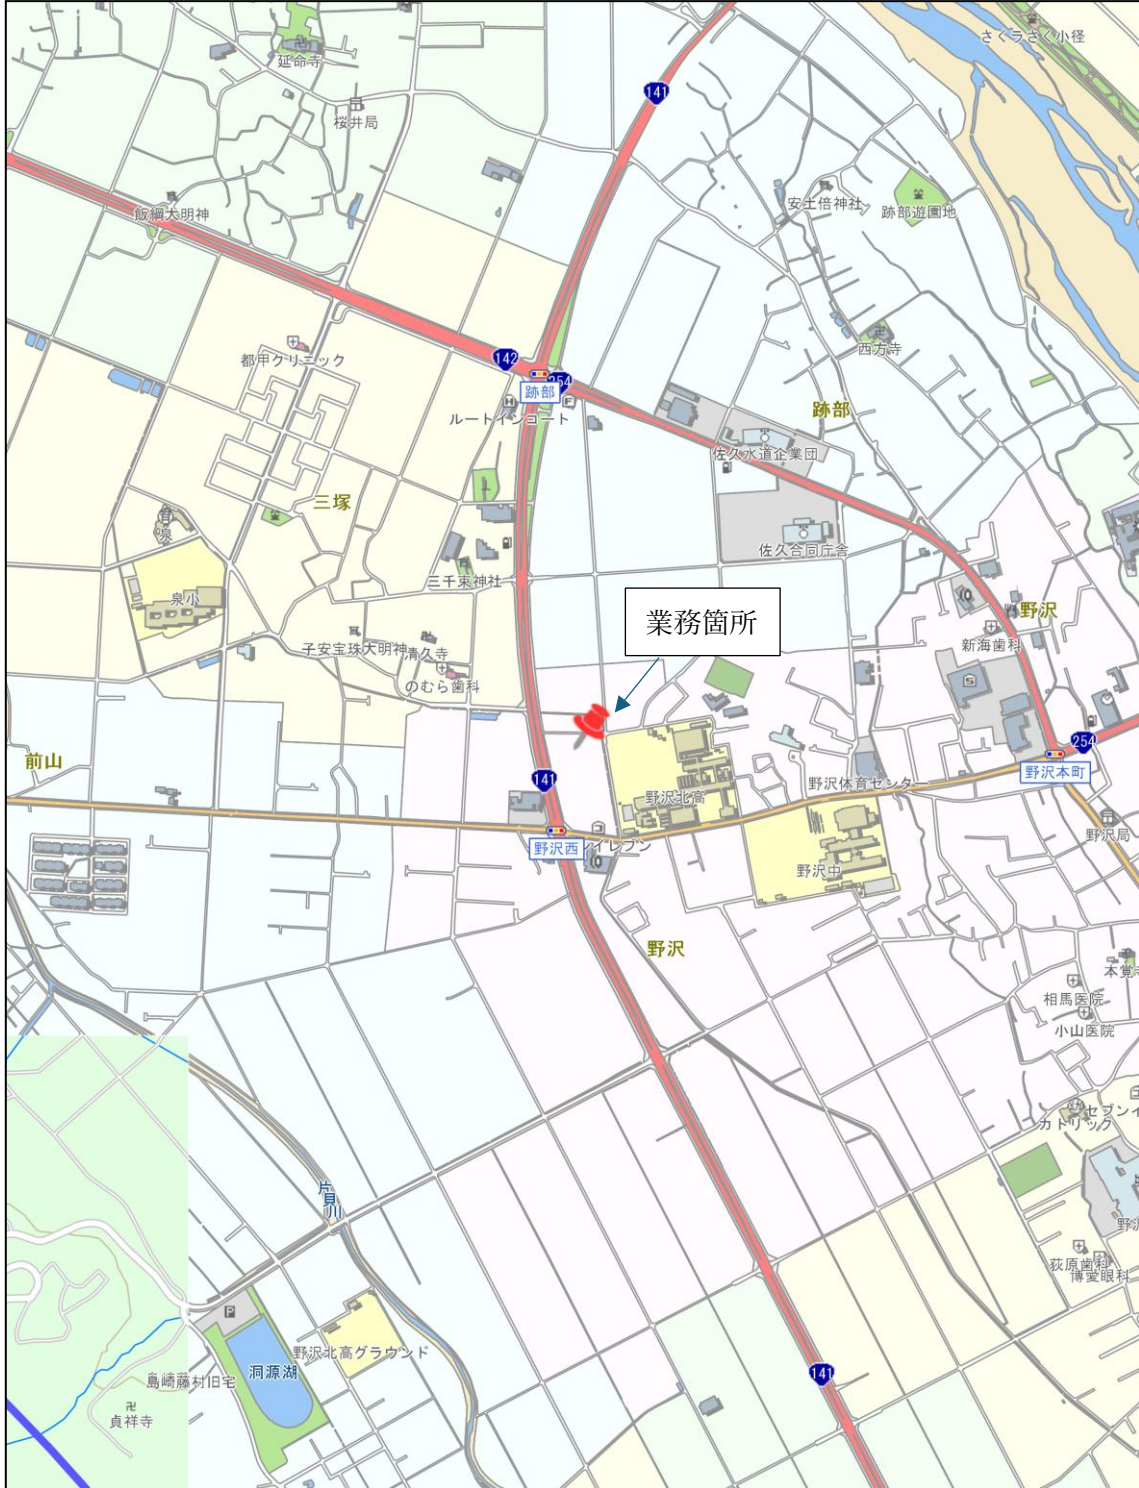 さくラさく小径
延命寺
141
桜井局
安土倍神社
跡部遊園地
飯綱大明神
西方寺
都甲クリニック
142
跡部
254
ルートインコート
跡部
佐久水道企業団
三塚
佐久合同庁舎
泉
三千束神社
業務箇所
泉小
野沢
新海歯科
子安宝珠大明神
清久寺
のむら歯科
前山
141
254
野沢本町
野沢体育センター
野沢北高
野沢局
野沢西
イレブン
野沢中
野沢
本覚寺
相馬医院
小山医院
セブンイ
カトリック
片貝川
野沢
荻原歯科
博愛眼科
P
野沢北高グラウンド
洞源湖
島崎藤村旧宅
141
貞祥寺